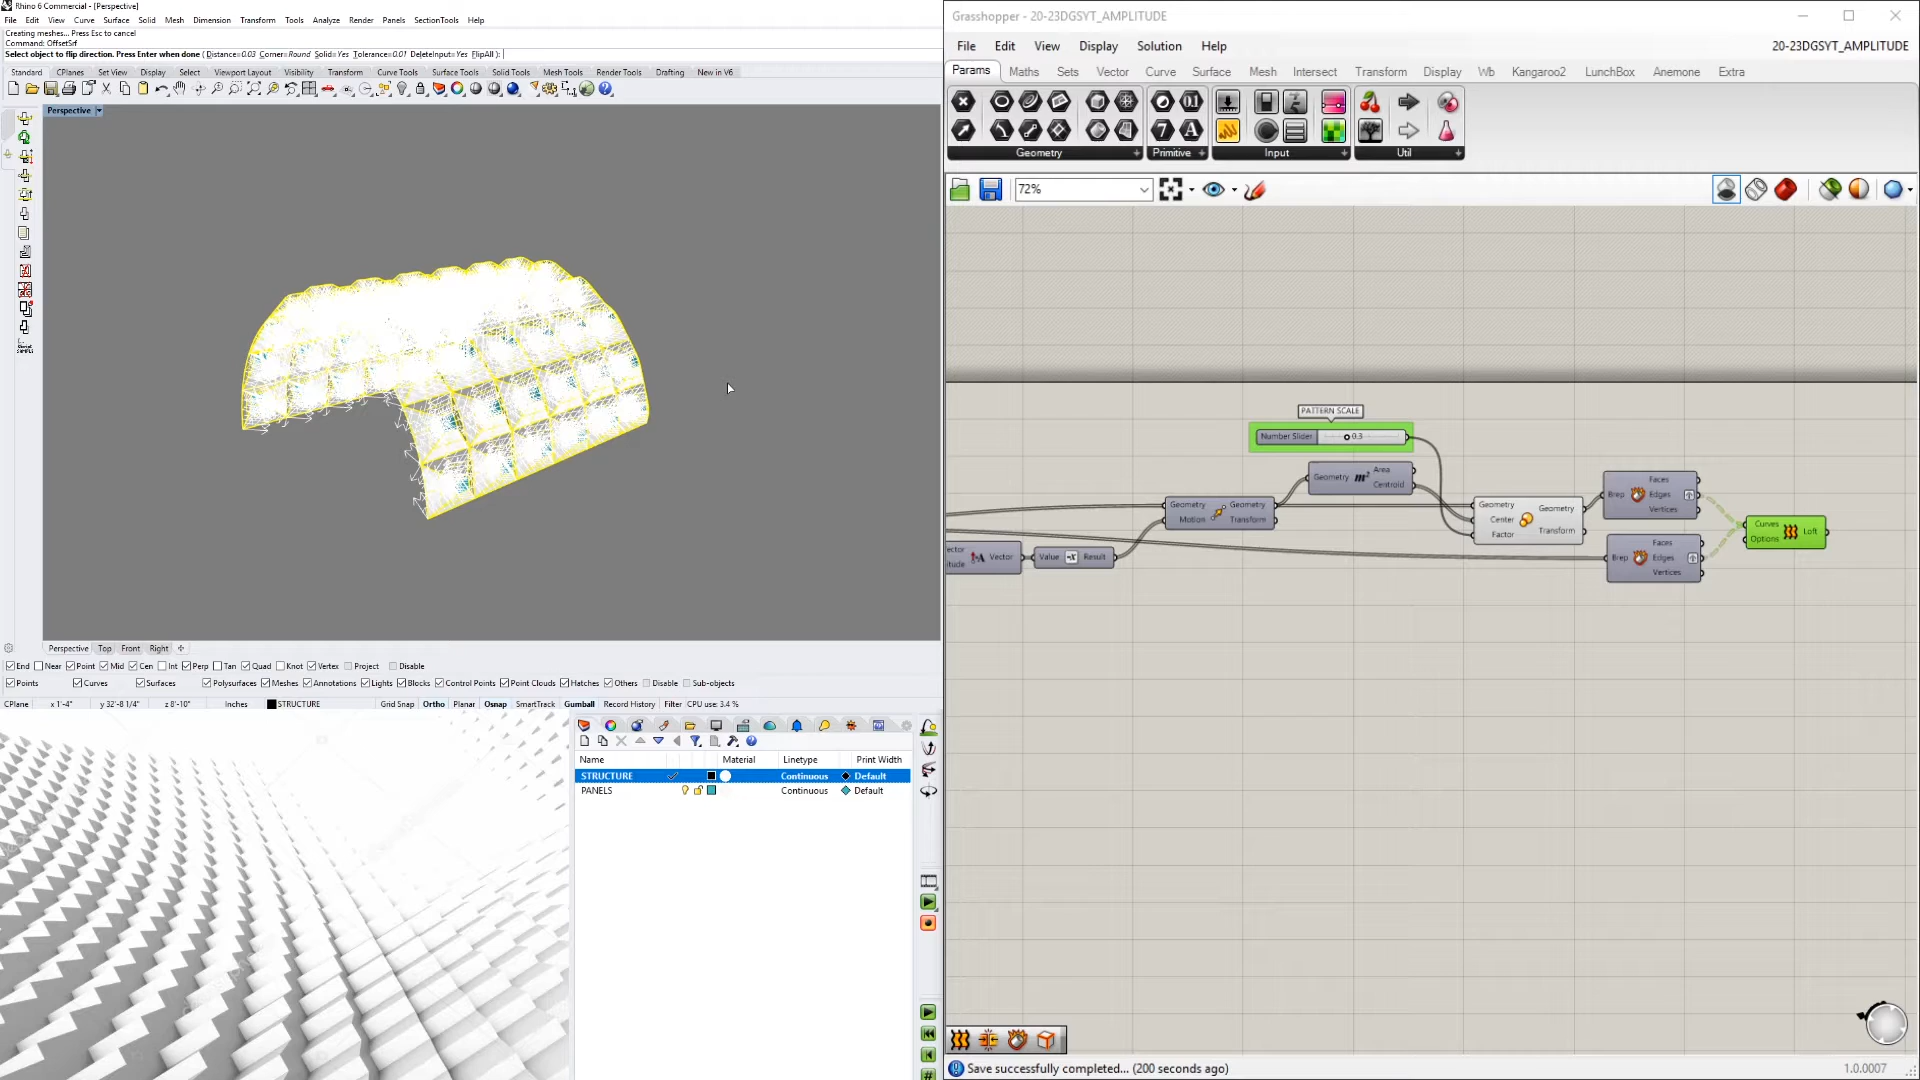 Rhino 6 Commercial - [Perspective]
File Edit View Curve Surface Solid Mesh Dimension Transform Tools Analyze Render Panels SectionTools Help
Creating meshes... Press Esc to cancel
Command: OffsetSrf
Select object to flip direction. Press Enter when done ( Distance=0.03 Corner=Round Solid=Yes Tolerance=0.01 DeleteInput=Yes FlipAll ):
Standard CPlanes Set View Display Select Viewport Layout Visibility Transform Curve Tools Surface Tools Solid Tools Mesh Tools Render Tools Drafting New in V6
Perspective
Perspective Top Front Right
End Near Point Mid Cen Int Perp Tan Quad Knot Vertex Project Disable
Points Curves Surfaces Polysurfaces Meshes Annotations Lights Blocks Control Points Point Clouds Hatches Others Disable Sub-objects
CPlane x 1'-4" y 32'-8 1/4" z 8'-10" Inches STRUCTURE Grid Snap Ortho Planar Osnap SmartTrack Gumball Record History Filter CPU use: 3.4 %
Name Material Linetype Print Width
STRUCTURE Continuous Default
PANELS Continuous Default
Grasshopper - 20-23DGSYT_AMPLITUDE
File Edit View Display Solution Help 20-23DGSYT_AMPLITUDE
Params Maths Sets Vector Curve Surface Mesh Intersect Transform Display Wb Kangaroo2 LunchBox Anemone Extra
Geometry Primitive Input Util
72%
PATTERN SCALE
Number Slider 0.3
Geometry Area
Centroid
Geometry Geometry
Motion Transform
Vector
Value Result
Geometry Geometry
Center
Factor Transform
Brep Faces
Edges
Vertices
Brep Faces
Edges
Vertices
Curves Loft
Options
Save successfully completed... (200 seconds ago)
1.0.0007